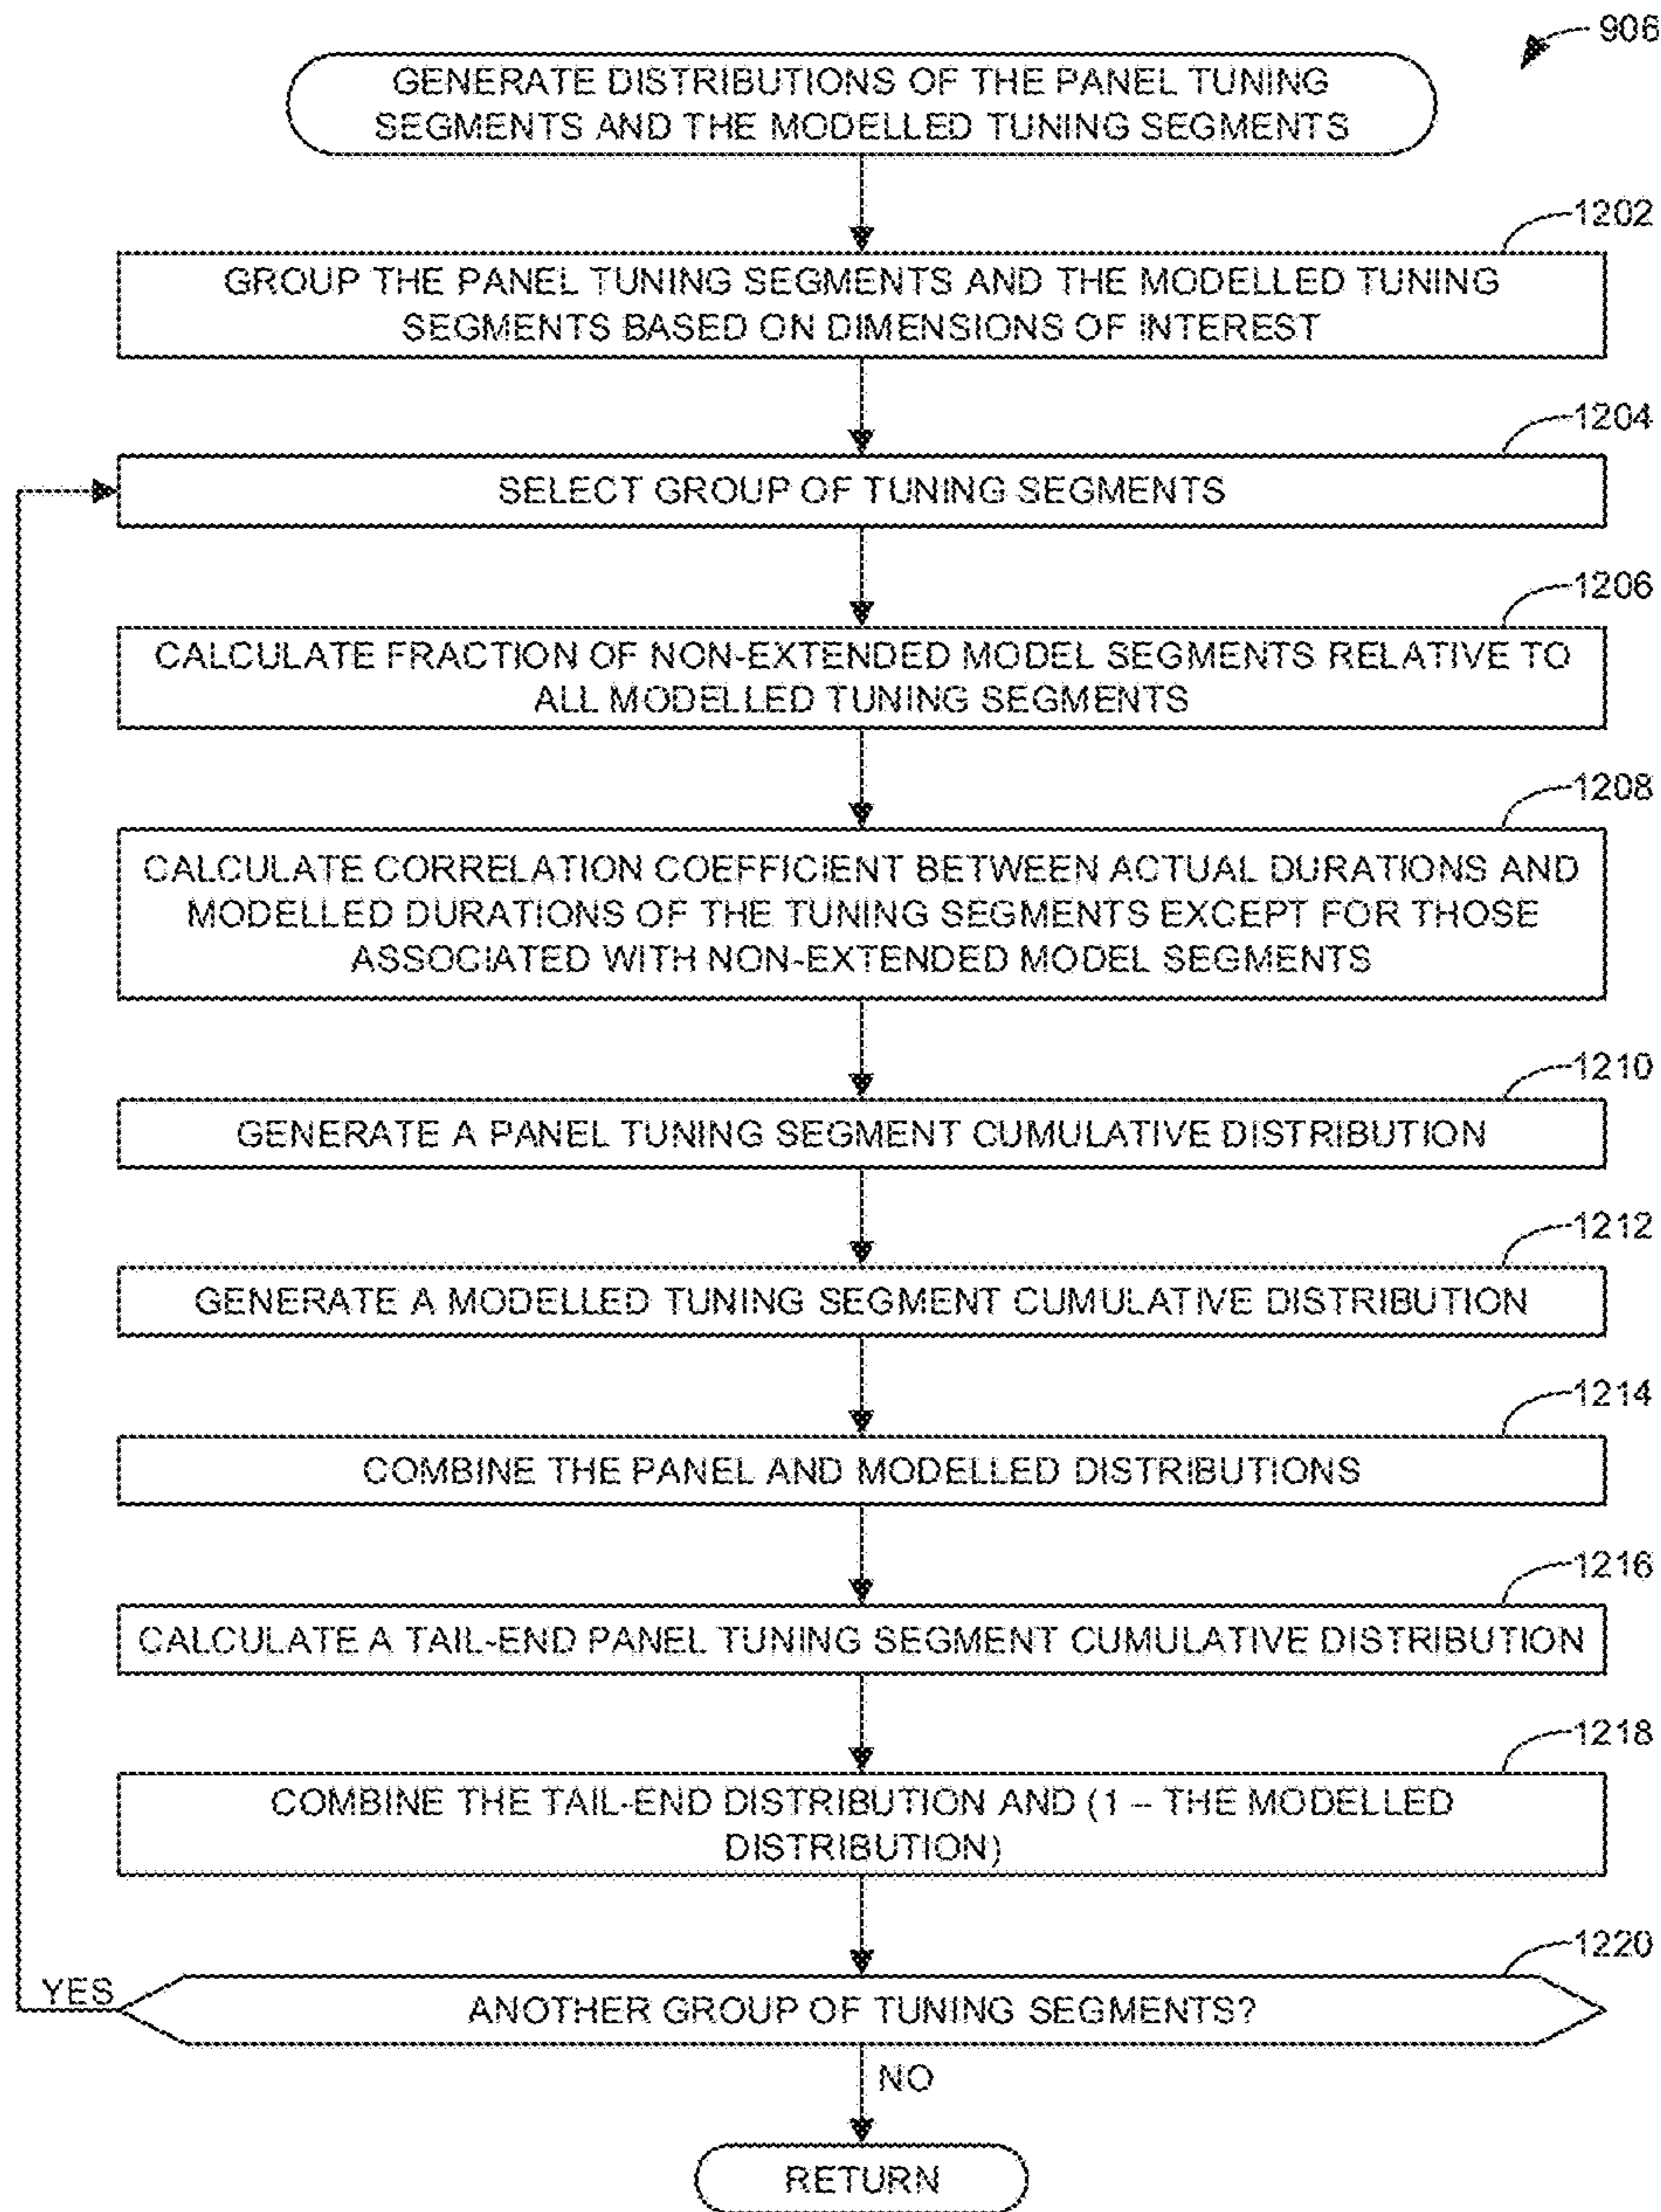 906
GENERATE DISTRIBUTIONS OF THE PANEL TUNING
SEGMENTS AND THE MODELLED TUNING SEGMENTS
1202
GROUP THE PANEL TUNING SEGMENTS AND THE MODELLED TUNING
SEGMENTS BASED ON DIMENSIONS OF INTEREST
1204
SELECT GROUP OF TUNING SEGMENTS
1206
CALCULATE FRACTION OF NON-EXTENDED MODEL SEGMENTS RELATIVE TO
ALL MODELLED TUNING SEGMENTS
1208
CALCULATE CORRELATION COEFFICIENT BETWEEN ACTUAL DURATIONS AND
MODELLED DURATIONS OF THE TUNING SEGMENTS EXCEPT FOR THOSE
ASSOCIATED WITH NON-EXTENDED MODEL SEGMENTS
1210
GENERATE A PANEL TUNING SEGMENT CUMULATIVE DISTRIBUTION
1212
GENERATE A MODELLED TUNING SEGMENT CUMULATIVE DISTRIBUTION
1214
COMBINE THE PANEL AND MODELLED DISTRIBUTIONS
1216
CALCULATE A TAIL-END PANEL TUNING SEGMENT CUMULATIVE DISTRIBUTION
1218
COMBINE THE TAIL-END DISTRIBUTION AND (1 – THE MODELLED
DISTRIBUTION)
1220
YES
ANOTHER GROUP OF TUNING SEGMENTS?
NO
RETURN